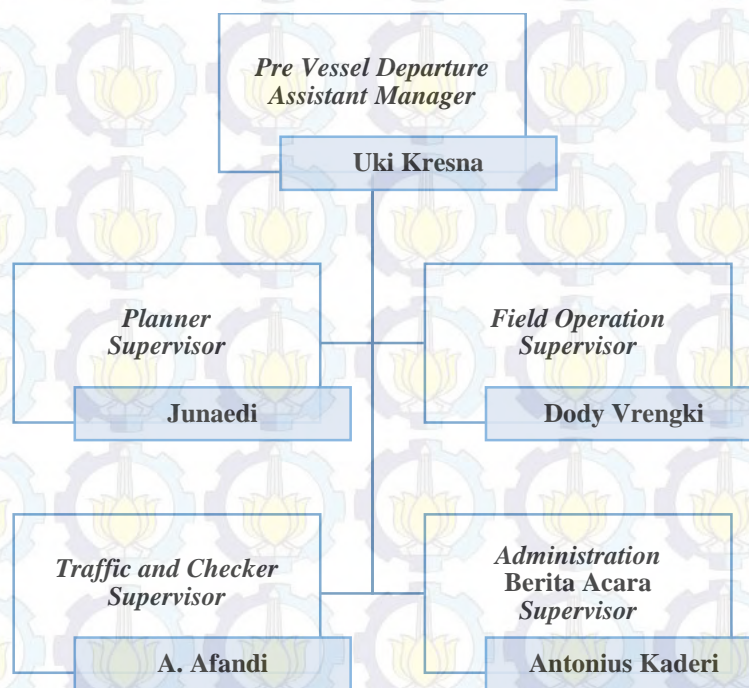 Pre Vessel Departure
Assistant Manager
Uki Kresna
Planner
Supervisor
Junaedi
Field Operation
Supervisor
Dody Vrengki
Traffic and Checker
Supervisor
A. Afandi
Administration
Berita Acara
Supervisor
Antonius Kaderi